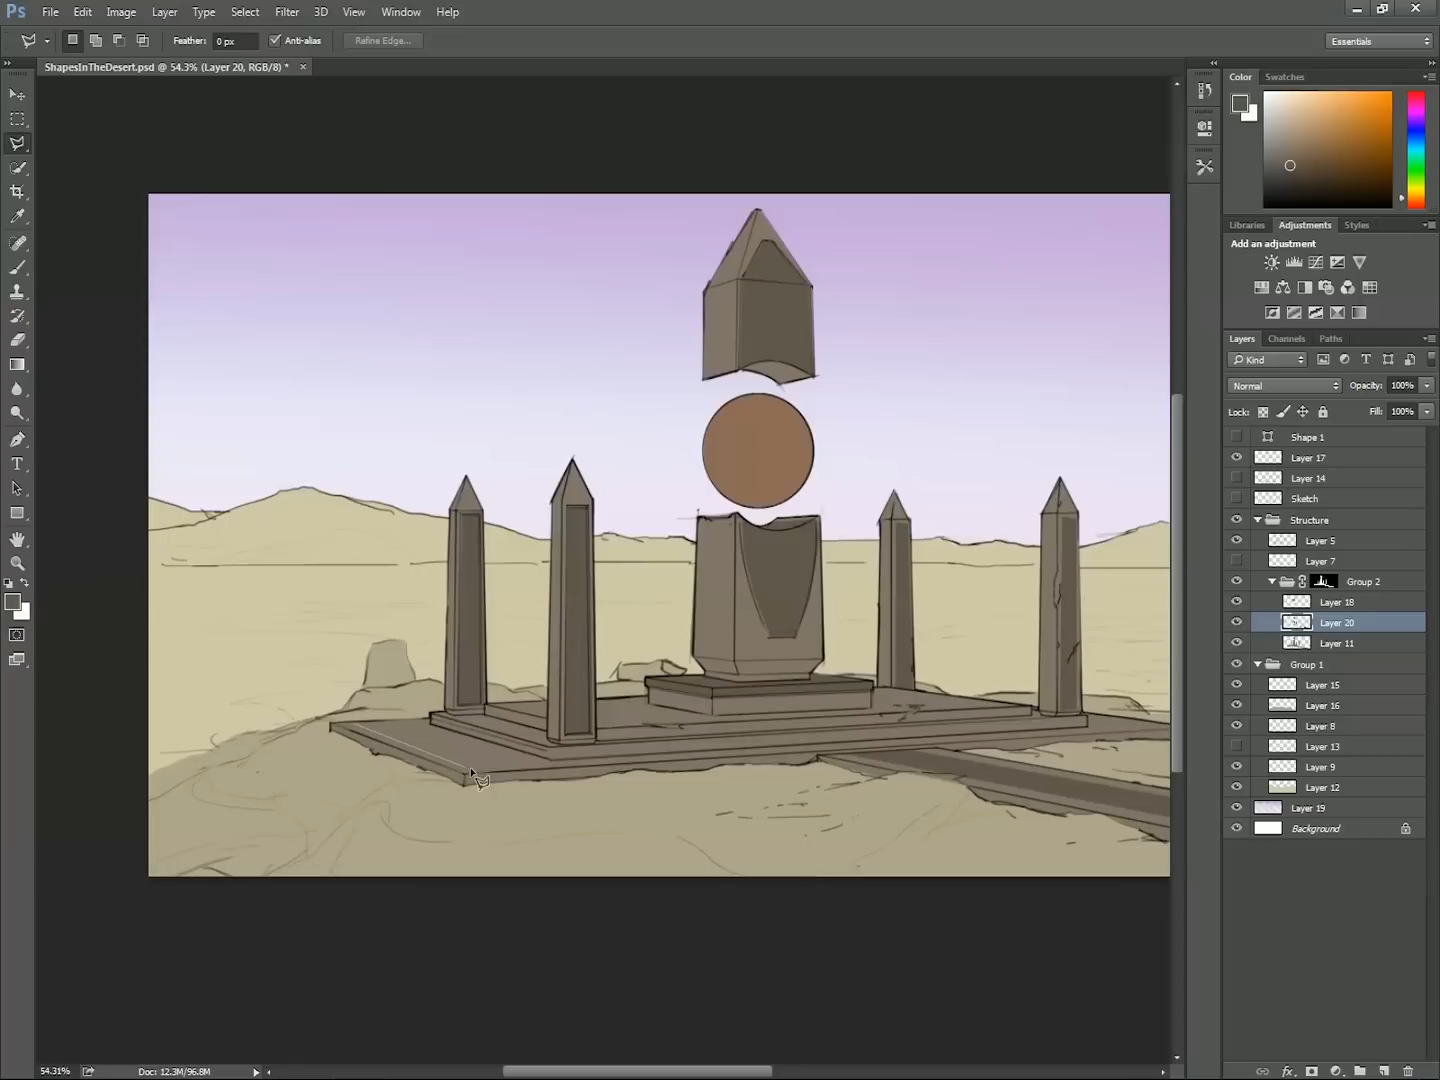 Ps File Edit Image Layer Type Select Filter 3D View Window Help
Feather: 0 px Anti-alias Refine Edge... Essentials
ShapesInTheDesert.psd @ 54.3% (Layer 20, RGB/8) * ×
Color Swatches
Libraries Adjustments Styles
Add an adjustment
Layers Channels Paths
Kind
Normal Opacity: 100%
Lock: Fill: 100%
Shape 1
Layer 17
Layer 14
Sketch
Structure
Layer 5
Layer 7
Group 2
Layer 18
Layer 20
Layer 11
Group 1
Layer 15
Layer 16
Layer 8
Layer 13
Layer 9
Layer 12
Layer 19
Background
54.31% Doc: 12.3M/96.8M